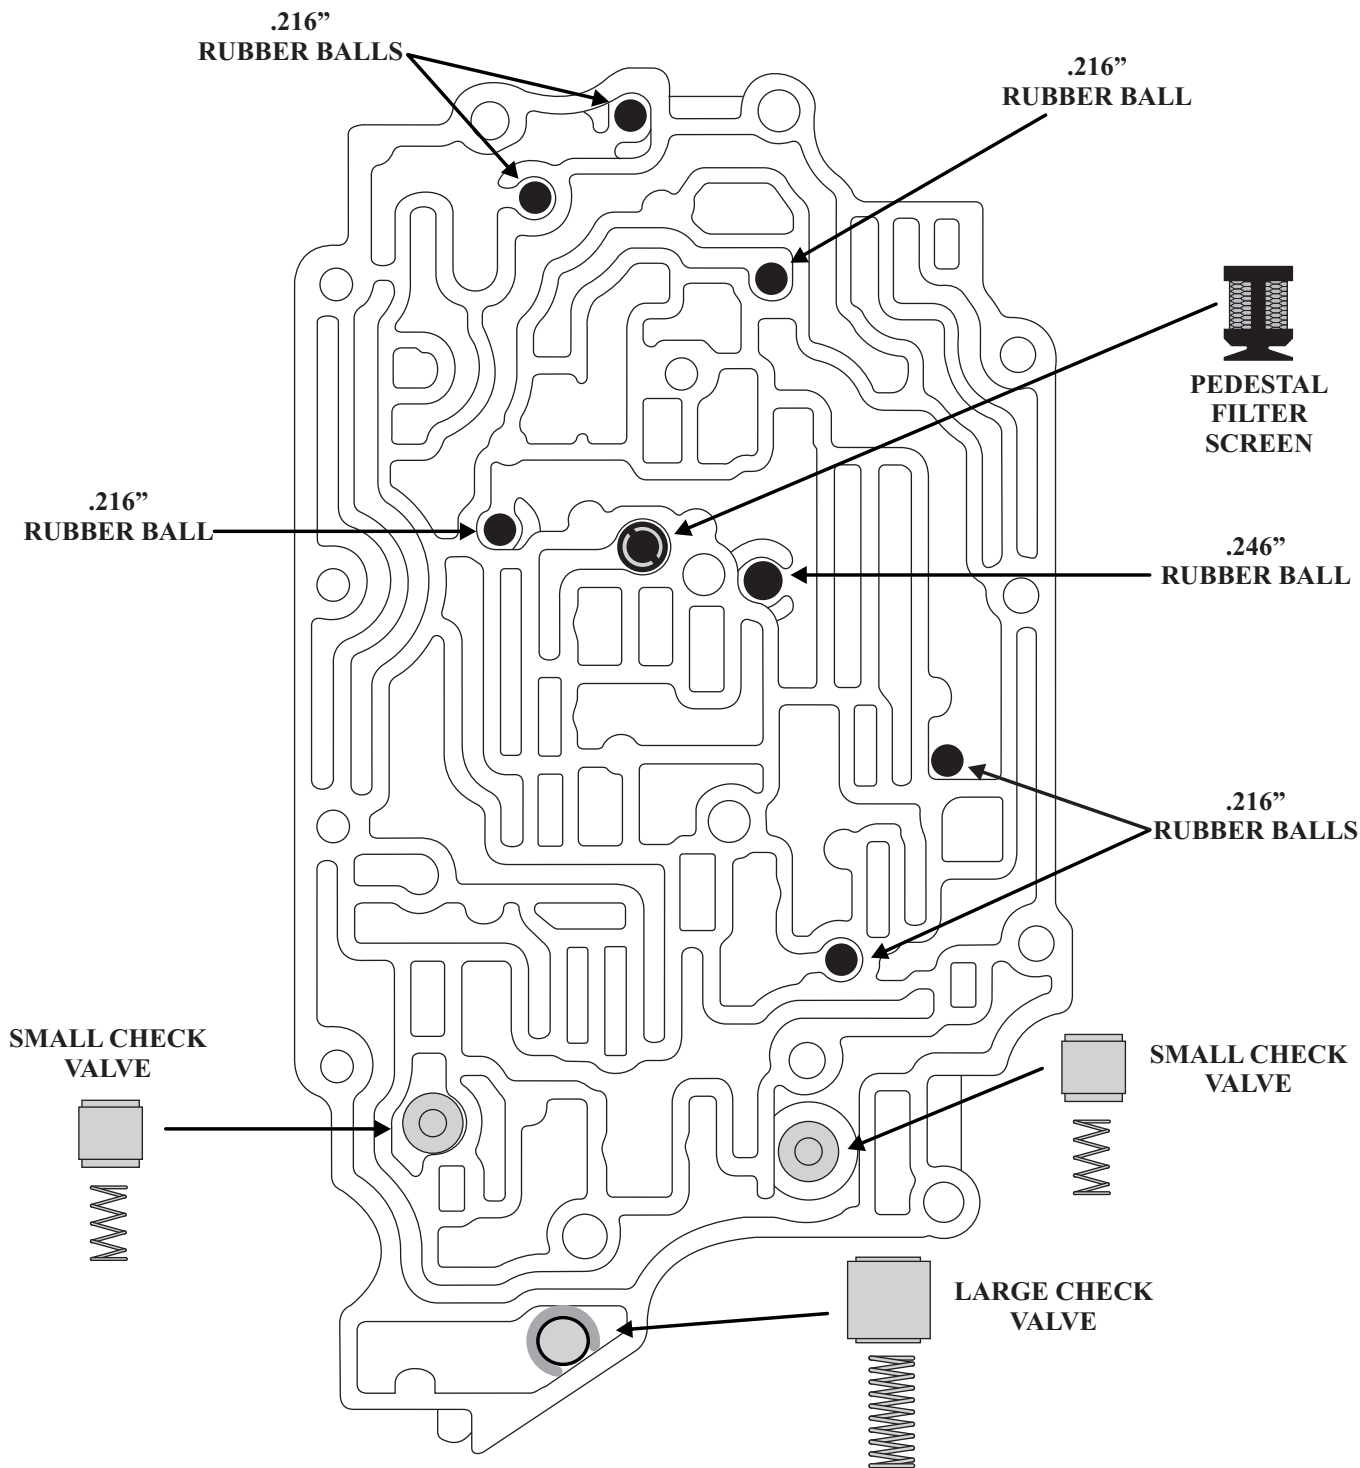 .216”
RUBBER BALLS
.216”
RUBBER BALL
PEDESTAL
FILTER
SCREEN
.216”
RUBBER BALL
.246”
RUBBER BALL
.216”
RUBBER BALLS
SMALL CHECK
VALVE
SMALL CHECK
VALVE
LARGE CHECK
VALVE